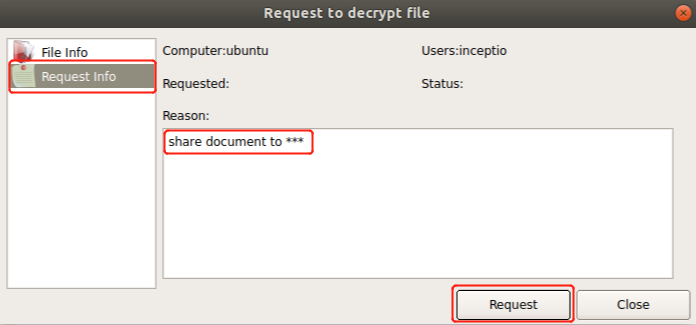 Request to decrypt file
File Info
Request Info
Computer:ubuntu Users:inceptio
Requested: Status:
Reason:
share document to ***
Request Close